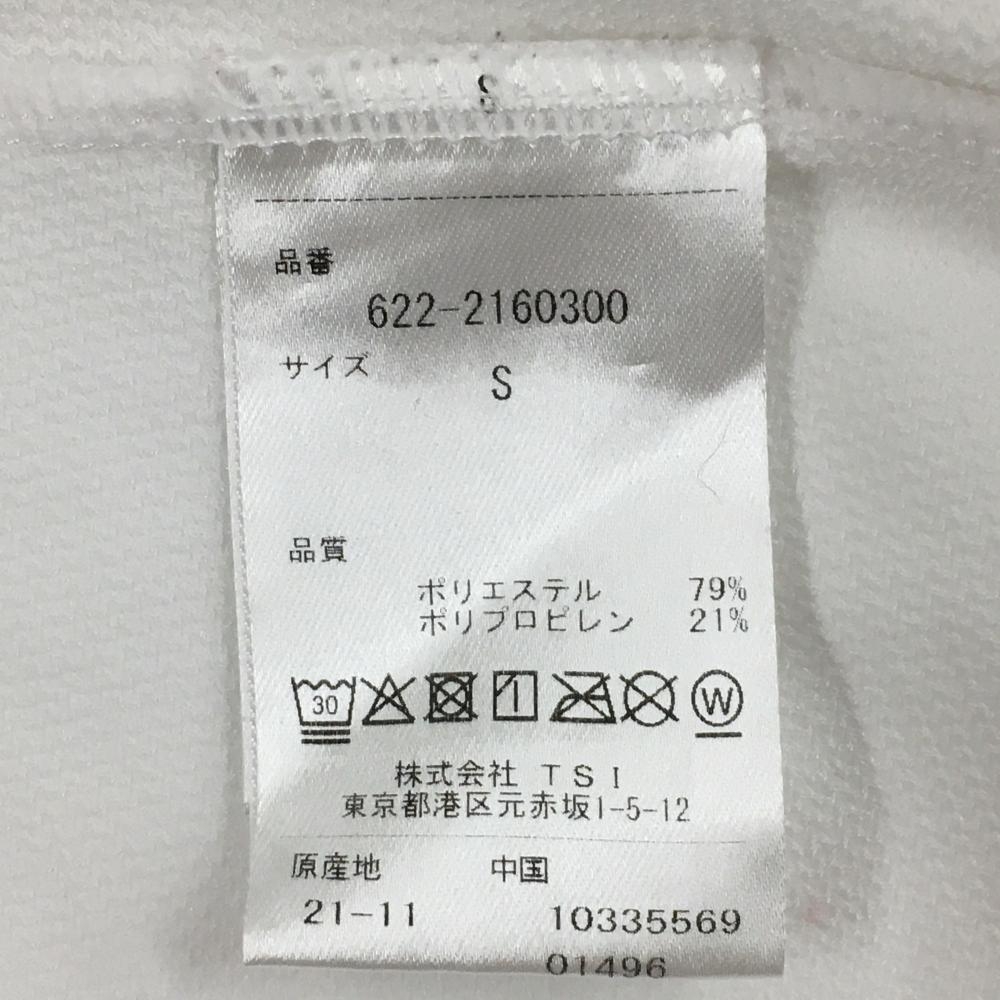 S
品番
622-2160300
サイズ
S
品質
ポリエステル 79%
ポリプロピレン 21%
30 W
株式会社 TSI
東京都港区元赤坂1-5-12
原産地 中国
21-11 10335569
01496